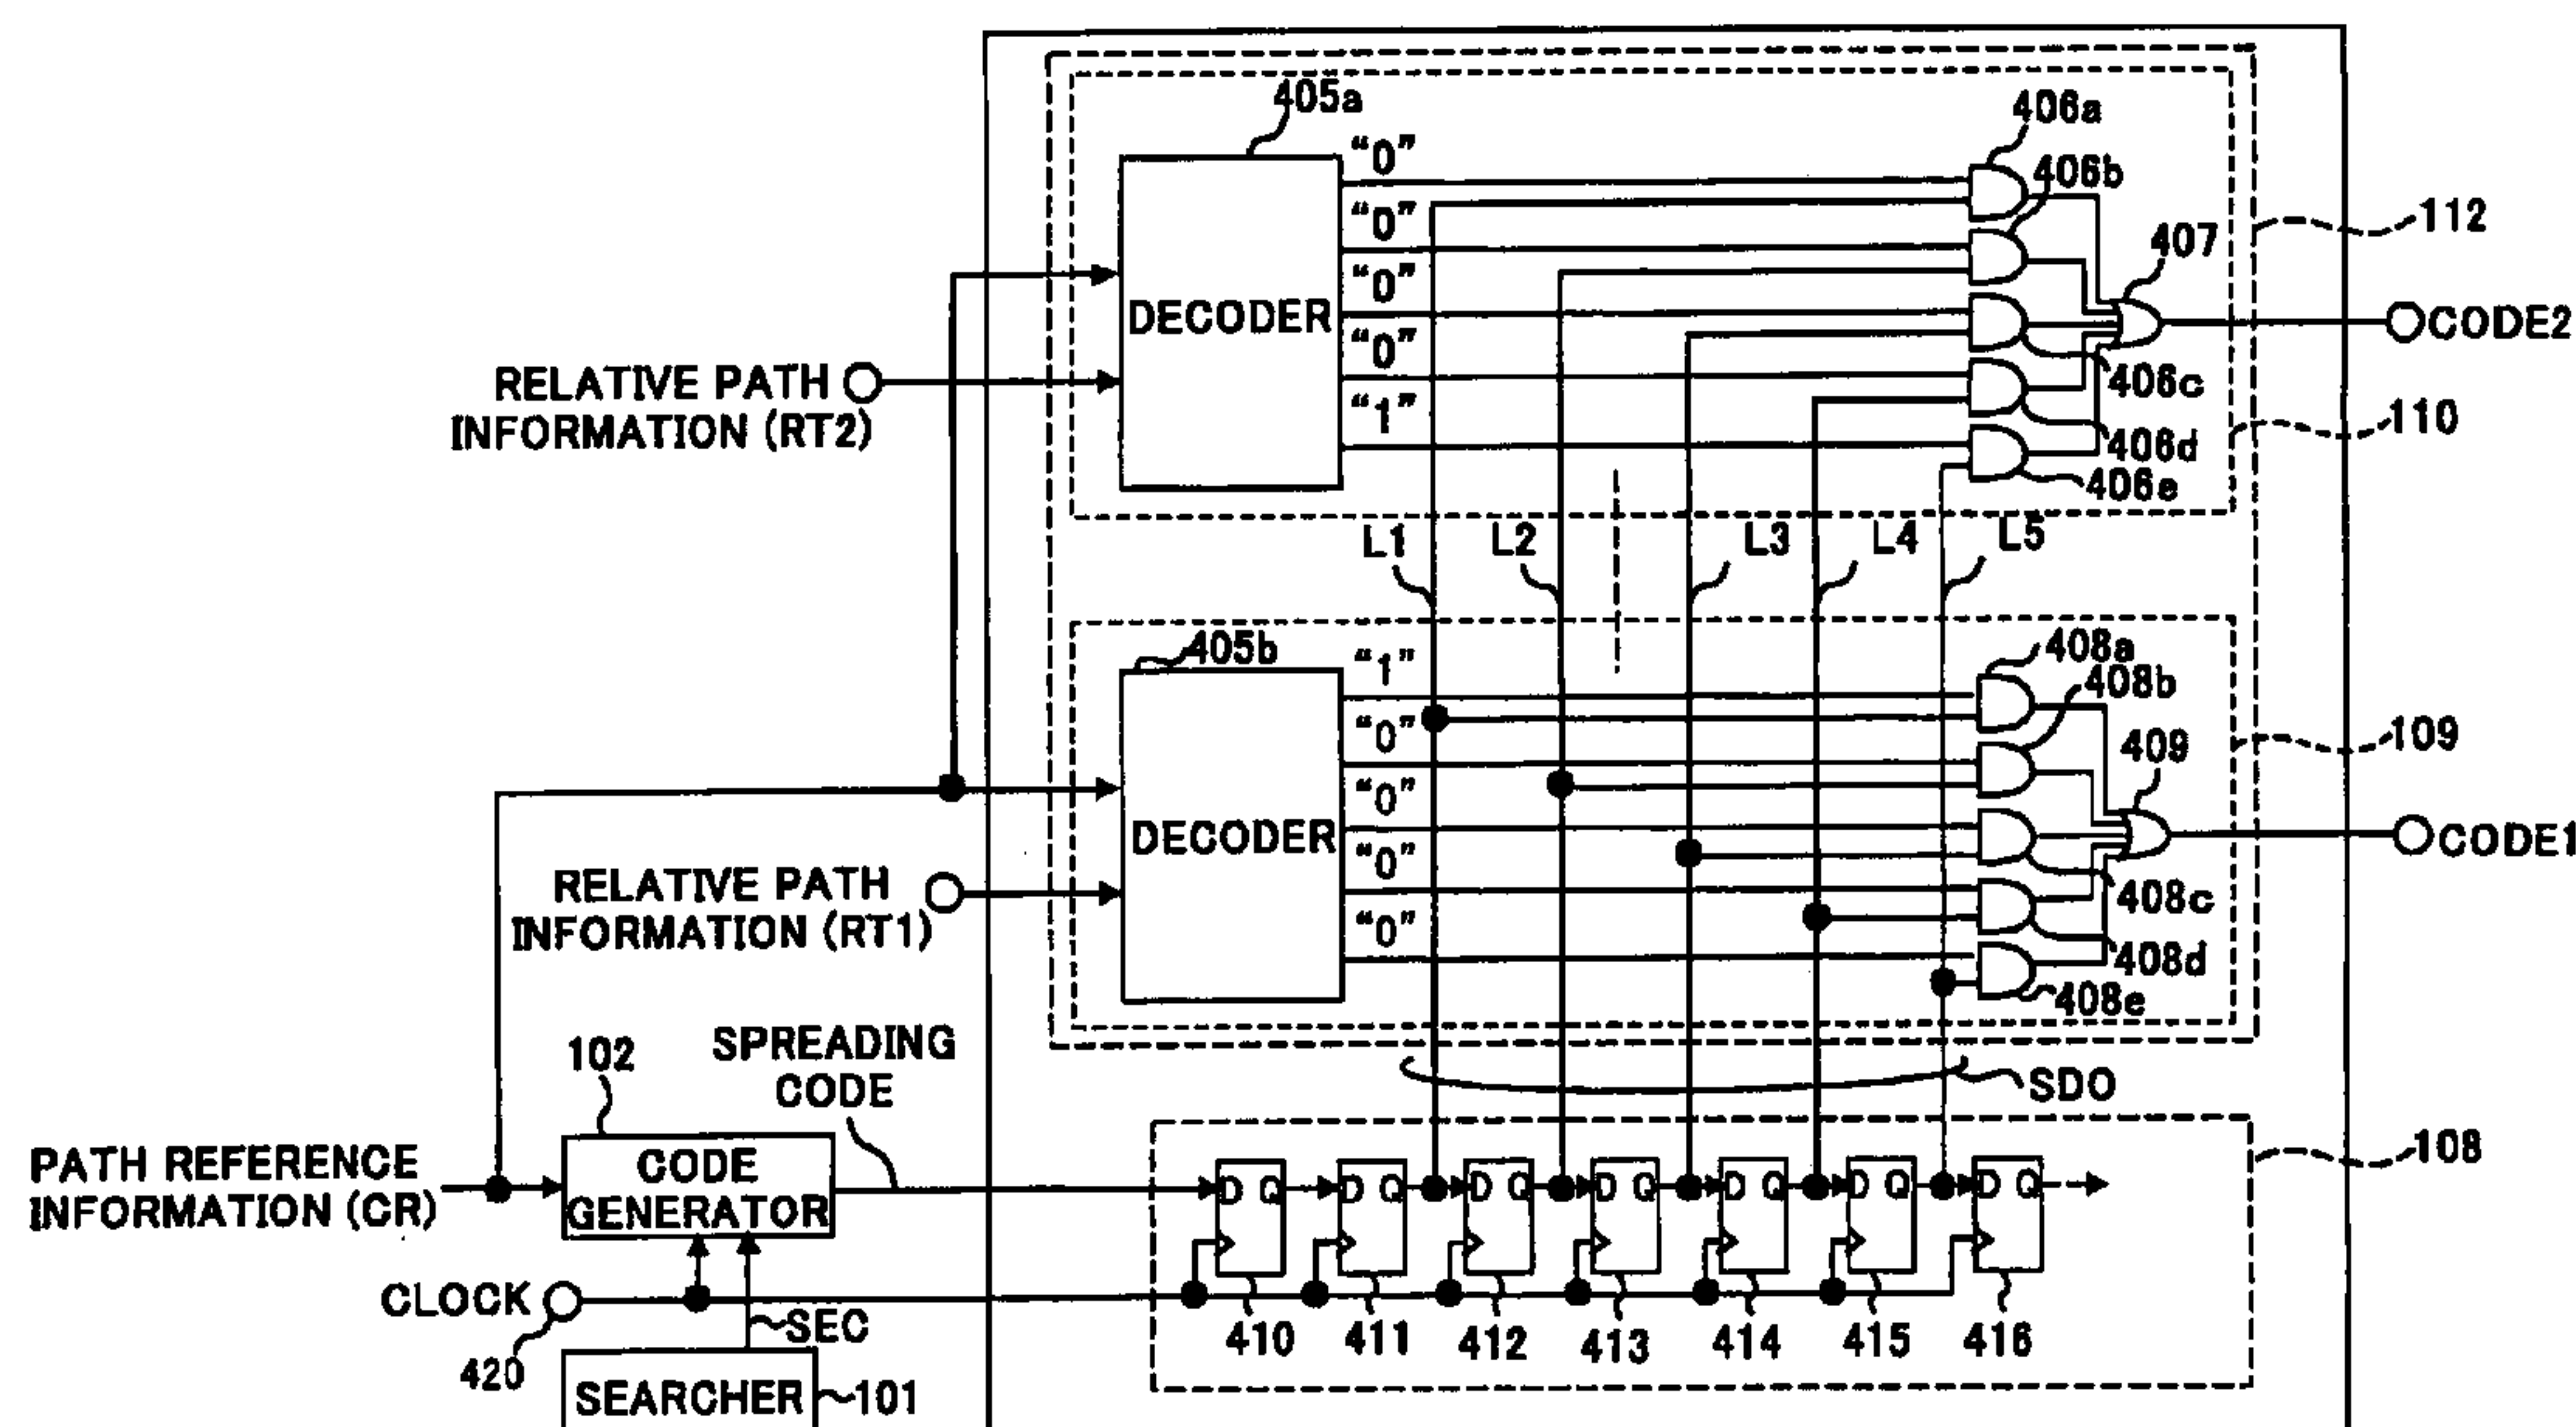 405a
406a
406b
“0”
“0”
“0”
“0”
“1”
DECODER
112
407
CODE2
RELATIVE PATH
INFORMATION (RT2)
406c
110
406d
406e
L1
L2
L3
L4
L5
405b
“1”
“0”
“0”
“0”
“0”
DECODER
408a
408b
109
409
CODE1
RELATIVE PATH
INFORMATION (RT1)
408c
408d
408e
102
SPREADING
CODE
SDO
PATH REFERENCE
INFORMATION (CR)
CODE
GENERATOR
D Q
D Q
D Q
D Q
D Q
D Q
D Q
108
CLOCK
420
SEC
410
411
412
413
414
415
416
SEARCHER
101